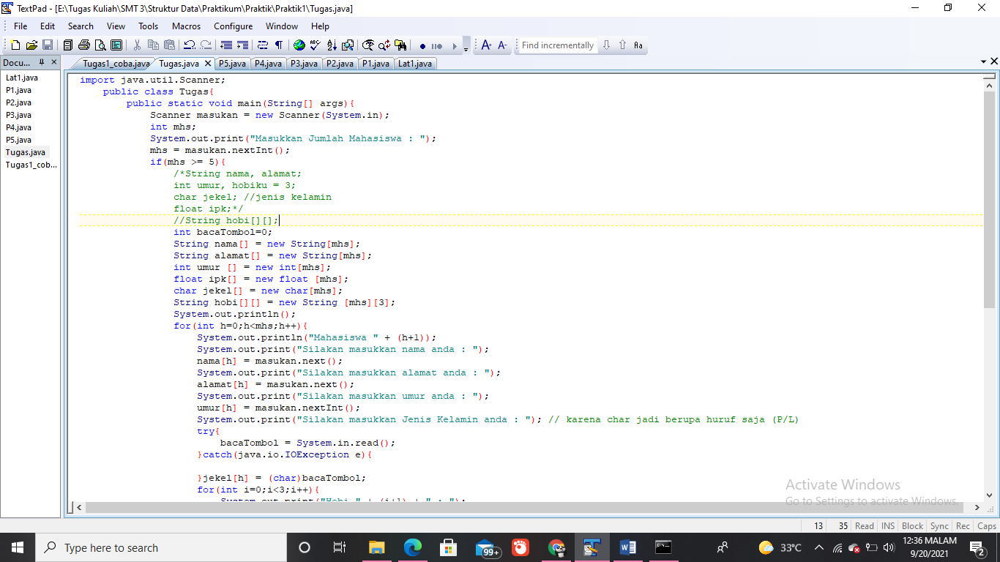 TextPad - [E:\Tugas Kuliah\SMT 3\Struktur Data\Praktikum\Praktik\Praktik1\Tugas.java]
File Edit Search View Tools Macros Configure Window Help
Find incrementally
Docu...
Tugas1_coba.java Tugas.java P5.java P4.java P3.java P2.java P1.java Lat1.java
Lat1.java
P1.java
P2.java
P3.java
P4.java
P5.java
Tugas.java
Tugas1_cob...
import java.util.Scanner;
public class Tugas{
public static void main(String[] args){
Scanner masukan = new Scanner(System.in);
int mhs;
System.out.print("Masukkan Jumlah Mahasiswa : ");
mhs = masukan.nextInt();
if(mhs >= 5){
/*String nama, alamat;
int umur, hobiku = 3;
char jekel; //jenis kelamin
float ipk;*/
//String hobi[][];
int bacaTombol=0;
String nama[] = new String[mhs];
String alamat[] = new String[mhs];
int umur [] = new int[mhs];
float ipk[] = new float [mhs];
char jekel[] = new char[mhs];
String hobi[][] = new String [mhs][3];
System.out.println();
for(int h=0;h<mhs;h++){
System.out.println("Mahasiswa " + (h+1));
System.out.print("Silakan masukkan nama anda : ");
nama[h] = masukan.next();
System.out.print("Silakan masukkan alamat anda : ");
alamat[h] = masukan.next();
System.out.print("Silakan masukkan umur anda : ");
umur[h] = masukan.nextInt();
System.out.print("Silakan masukkan Jenis Kelamin anda : "); // karena char jadi berupa huruf saja (P/L)
try{
bacaTombol = System.in.read();
}catch(java.io.IOException e){
}jekel[h] = (char)bacaTombol;
for(int i=0;i<3;i++){
System.out.print("Hobi " + (i+1) + " : ");
Activate Windows
Go to Settings to activate Windows.
13 35 Read INS Block Sync Rec Caps
Type here to search
99+
33°C
12:36 MALAM
9/20/2021
2